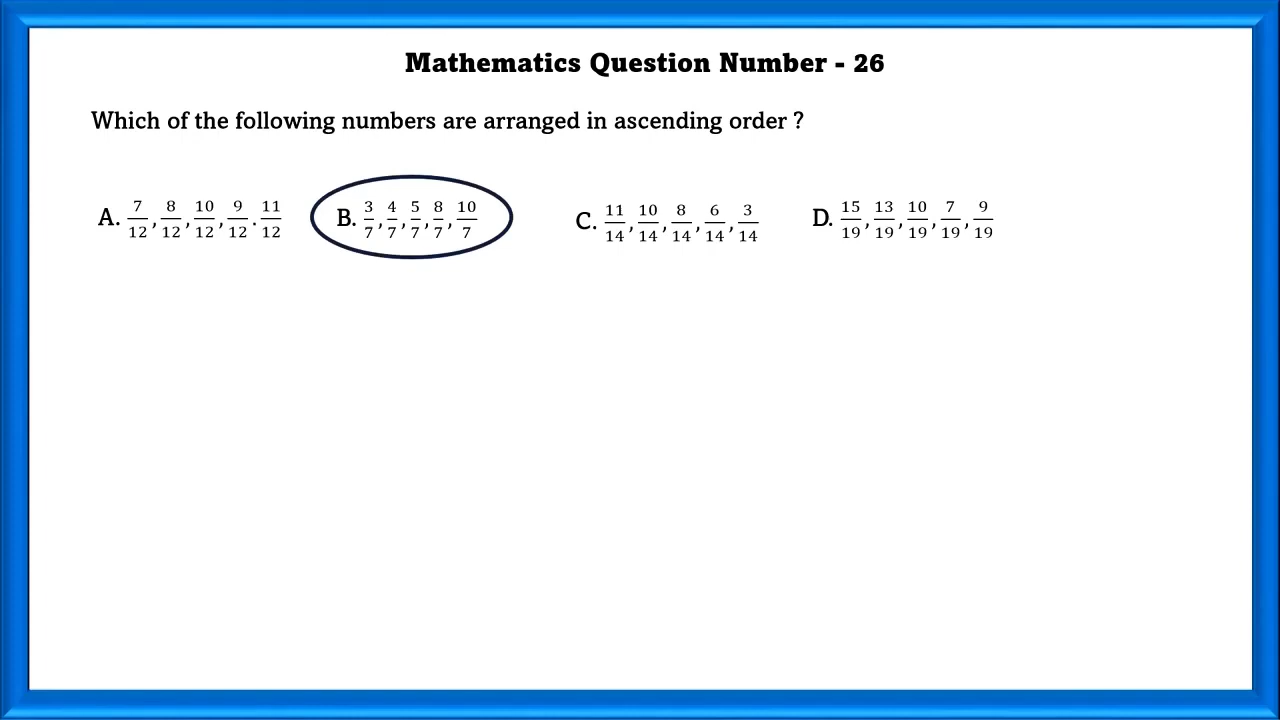 Mathematics Question Number - 26
Which of the following numbers are arranged in ascending order ?
A. 7/12, 8/12, 10/12, 9/12. 11/12 B. 3/7, 4/7, 5/7, 8/7, 10/7 C. 11/14, 10/14, 8/14, 6/14, 3/14 D. 15/19, 13/19, 10/19, 7/19, 9/19